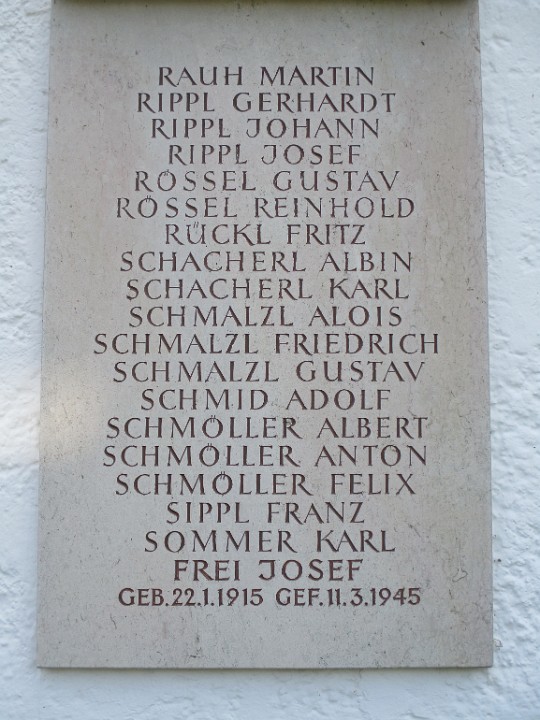 RAUH MARTIN
RIPPL GERHARDT
RIPPL JOHANN
RIPPL JOSEF
RÖSSEL GUSTAV
RÖSSEL REINHOLD
RÜCKL FRITZ
SCHACHERL ALBIN
SCHACHERL KARL
SCHMALZL ALOIS
SCHMALZL FRIEDRICH
SCHMALZL GUSTAV
SCHMID ADOLF
SCHMÖLLER ALBERT
SCHMÖLLER ANTON
SCHMÖLLER FELIX
SIPPL FRANZ
SOMMER KARL
FREI JOSEF
GEB.22.1.1915 GEF.11.3.1945